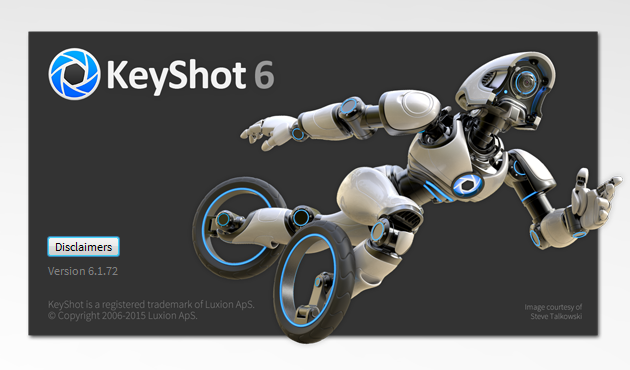 KeyShot 6
Disclaimers
Version 6.1.72
KeyShot is a registered trademark of Luxion ApS.
© Copyright 2006-2015 Luxion ApS.
Image courtesy of
Steve Talkowski